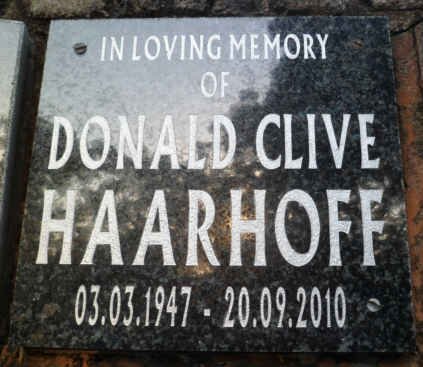 IN LOVING MEMORY
OF
DONALD CLIVE
HAARHOFF
03.03.1947 - 20.09.2010